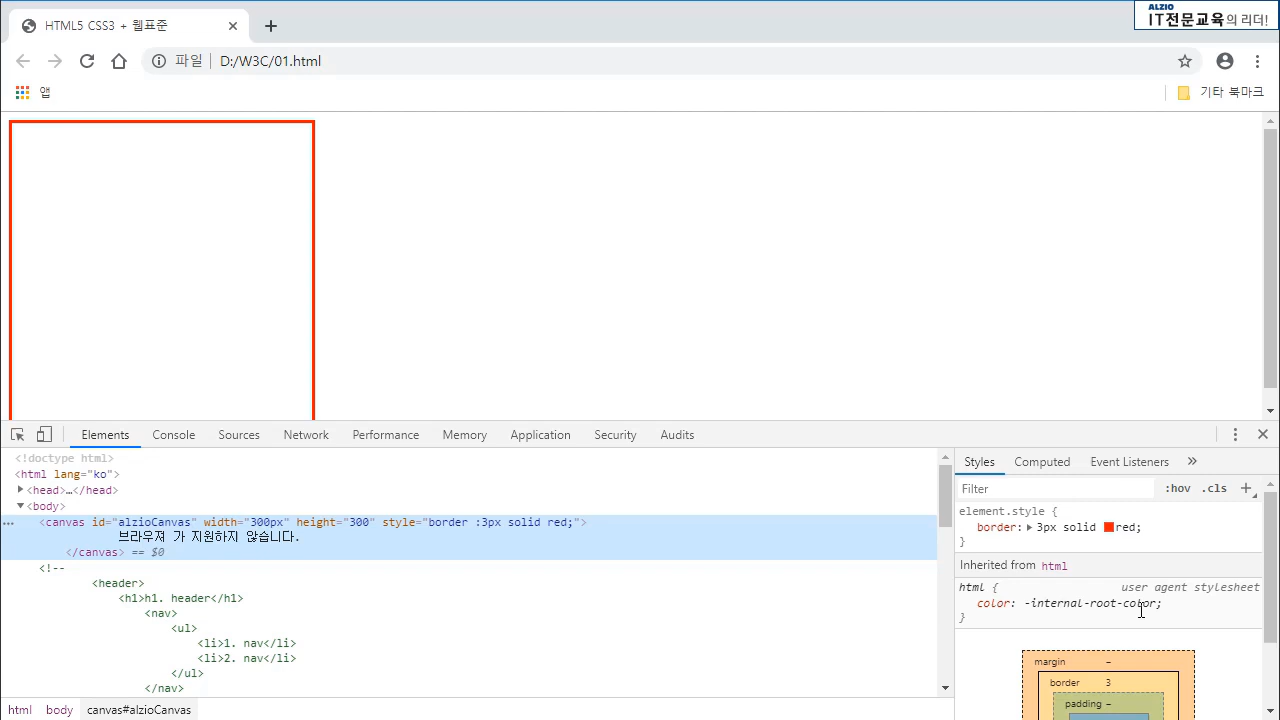 HTML5 CSS3 + 웹표준
ALZIO
IT전문교육의 리더!
파일 D:/W3C/01.html
앱
기타 북마크
Elements Console Sources Network Performance Memory Application Security Audits
<!doctype html>
<html lang="ko">
<head>…</head>
<body>
<canvas id="alzioCanvas" width="300px" height="300" style="border :3px solid red;">
브라우져 가 지원하지 않습니다.
</canvas> == $0
<!--
<header>
<h1>h1. header</h1>
<nav>
<ul>
<li>1. nav</li>
<li>2. nav</li>
</ul>
</nav>
html body canvas#alzioCanvas
Styles Computed Event Listeners
Filter :hov .cls
element.style {
border: 3px solid red;
}
Inherited from html
html { user agent stylesheet
color: -internal-root-color;
}
margin –
border 3
padding –